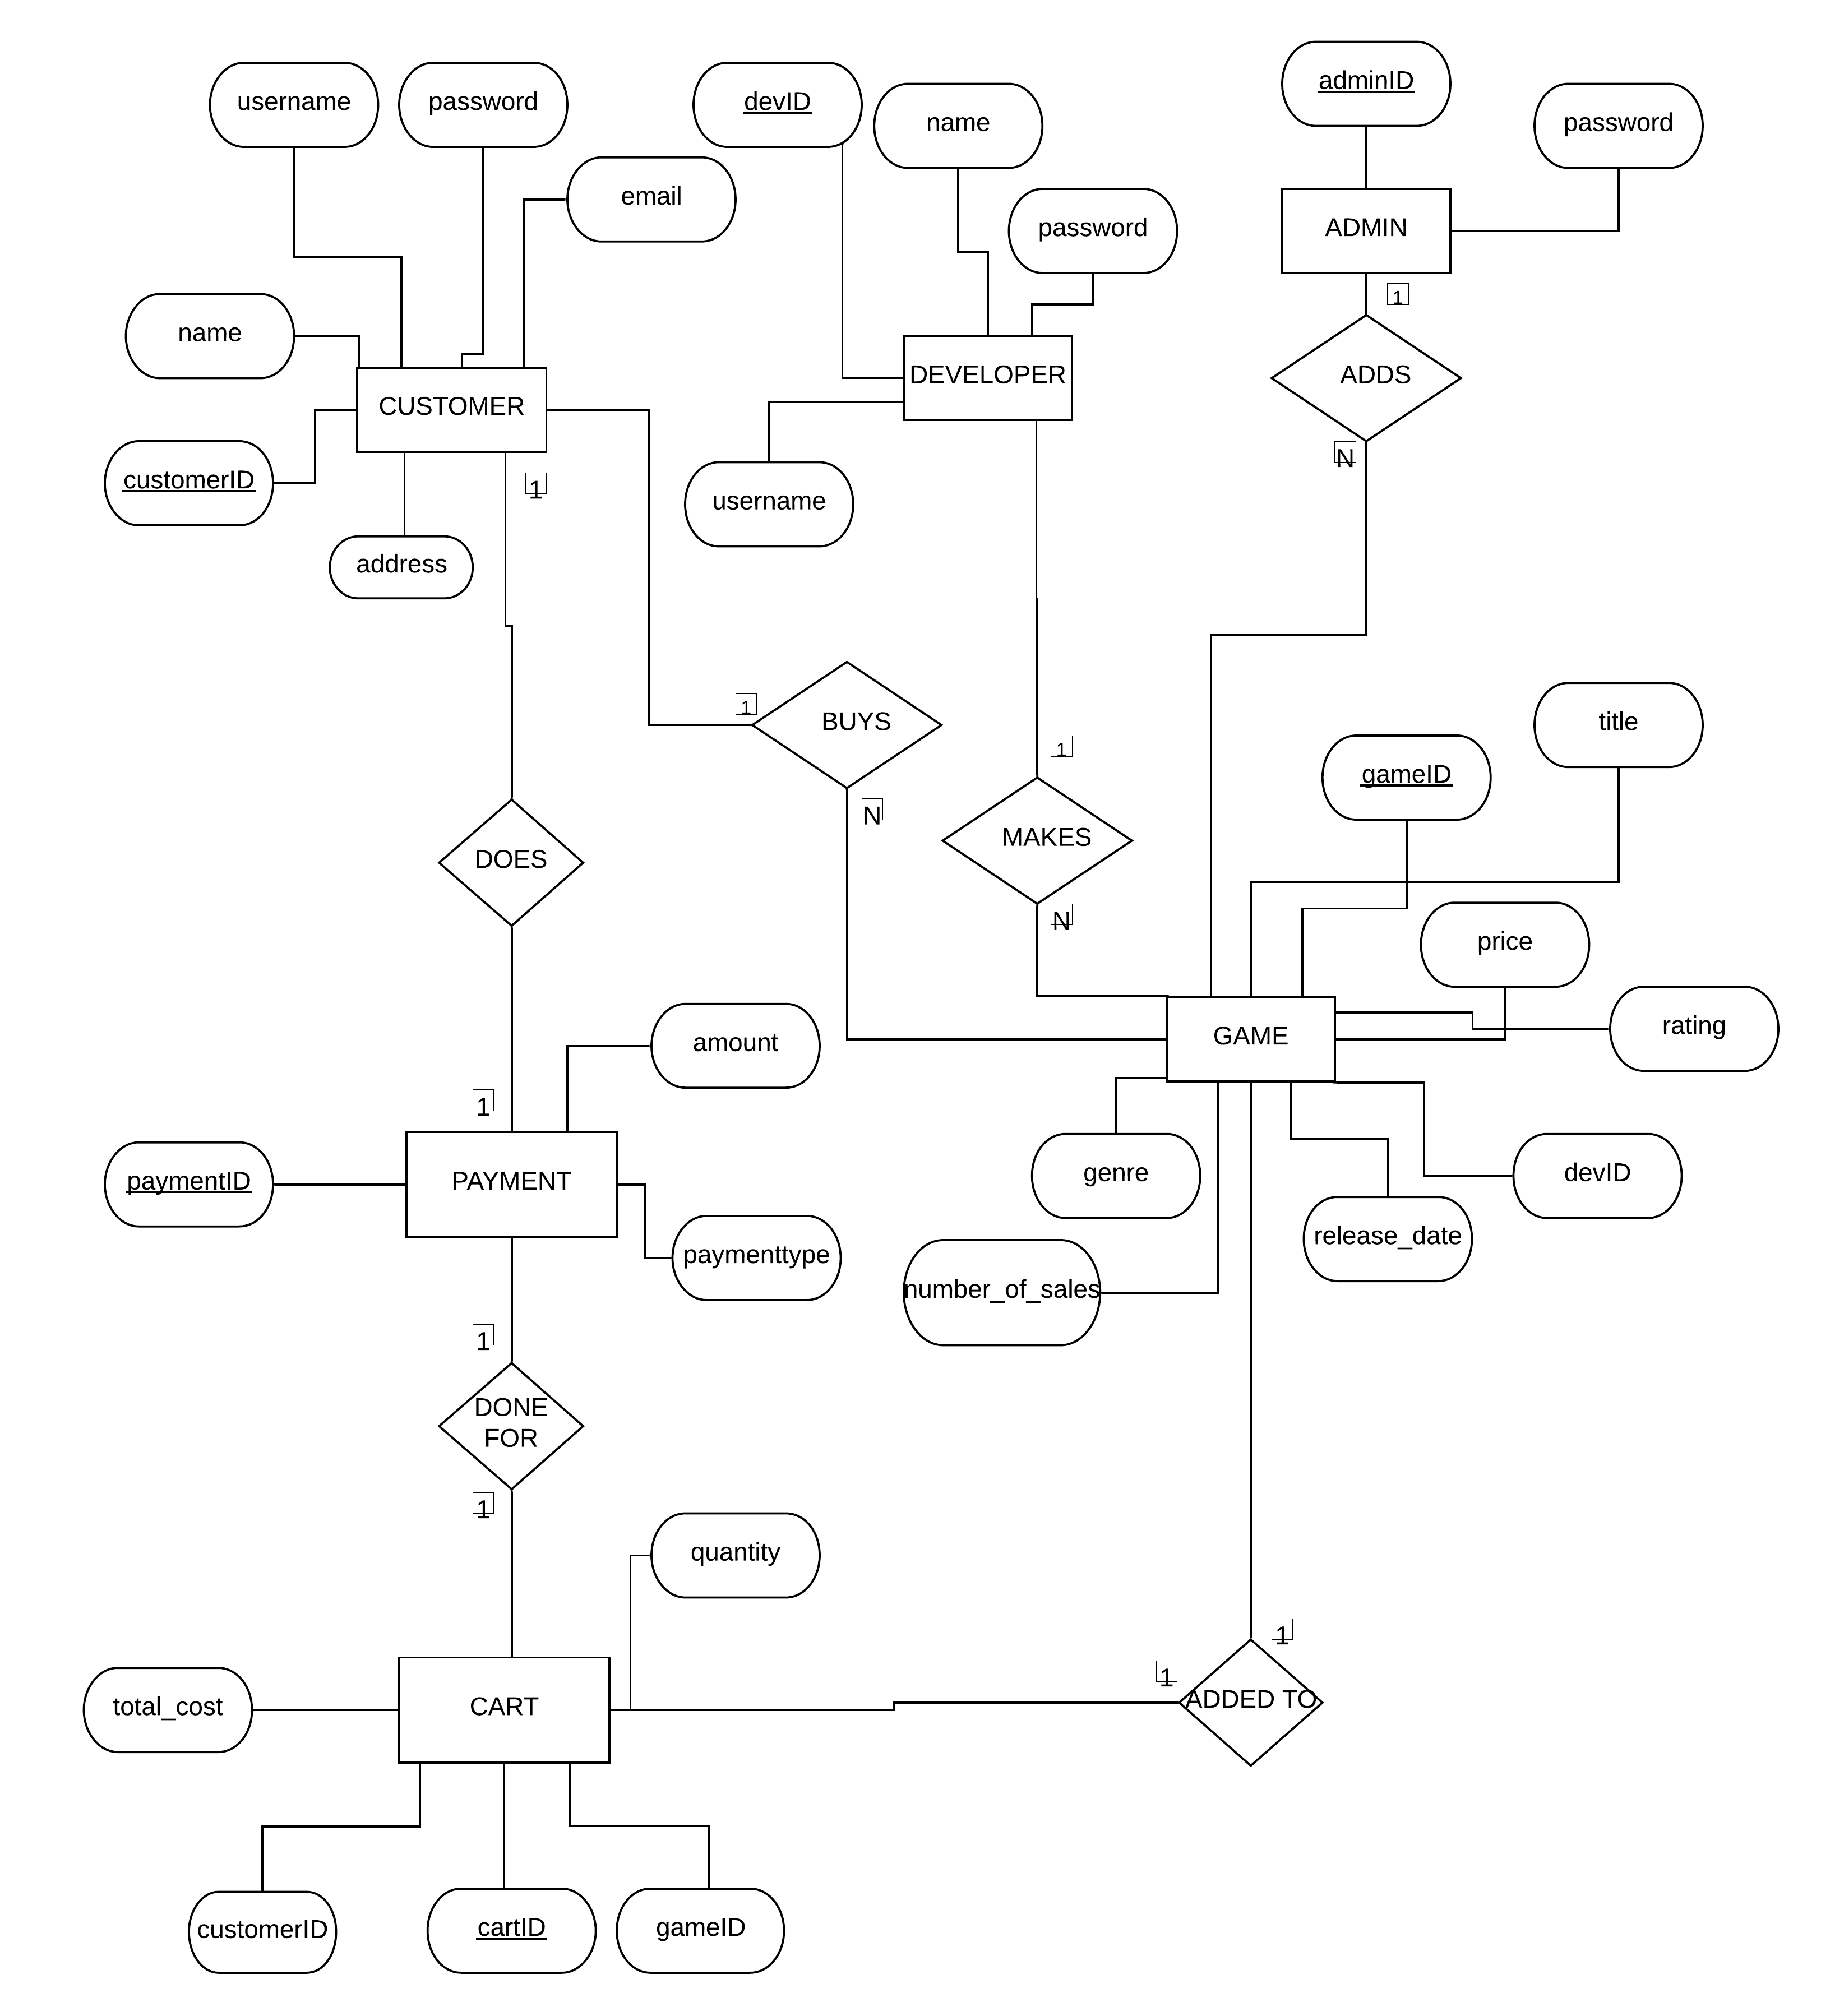 adminID
username
password
devID
name
password
email
password
ADMIN
1
name
DEVELOPER
ADDS
CUSTOMER
N
customerID
1
username
address
1
BUYS
title
1
gameID
N
MAKES
DOES
N
price
rating
GAME
amount
1
paymentID
PAYMENT
genre
devID
release_date
paymenttype
number_of_sales
1
DONE
FOR
1
quantity
1
1
total_cost
CART
ADDED TO
customerID
cartID
gameID